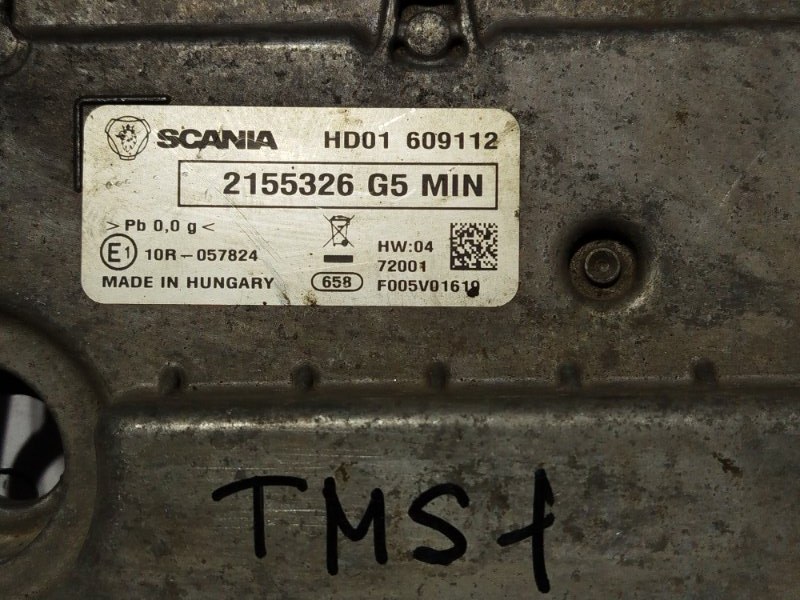 SCANIA HD01 609112
2155326 G5 MIN
>Pb 0,0 g<
E1 10R-057824
HW:04
72001
MADE IN HUNGARY 658 F005V01619
TMS1